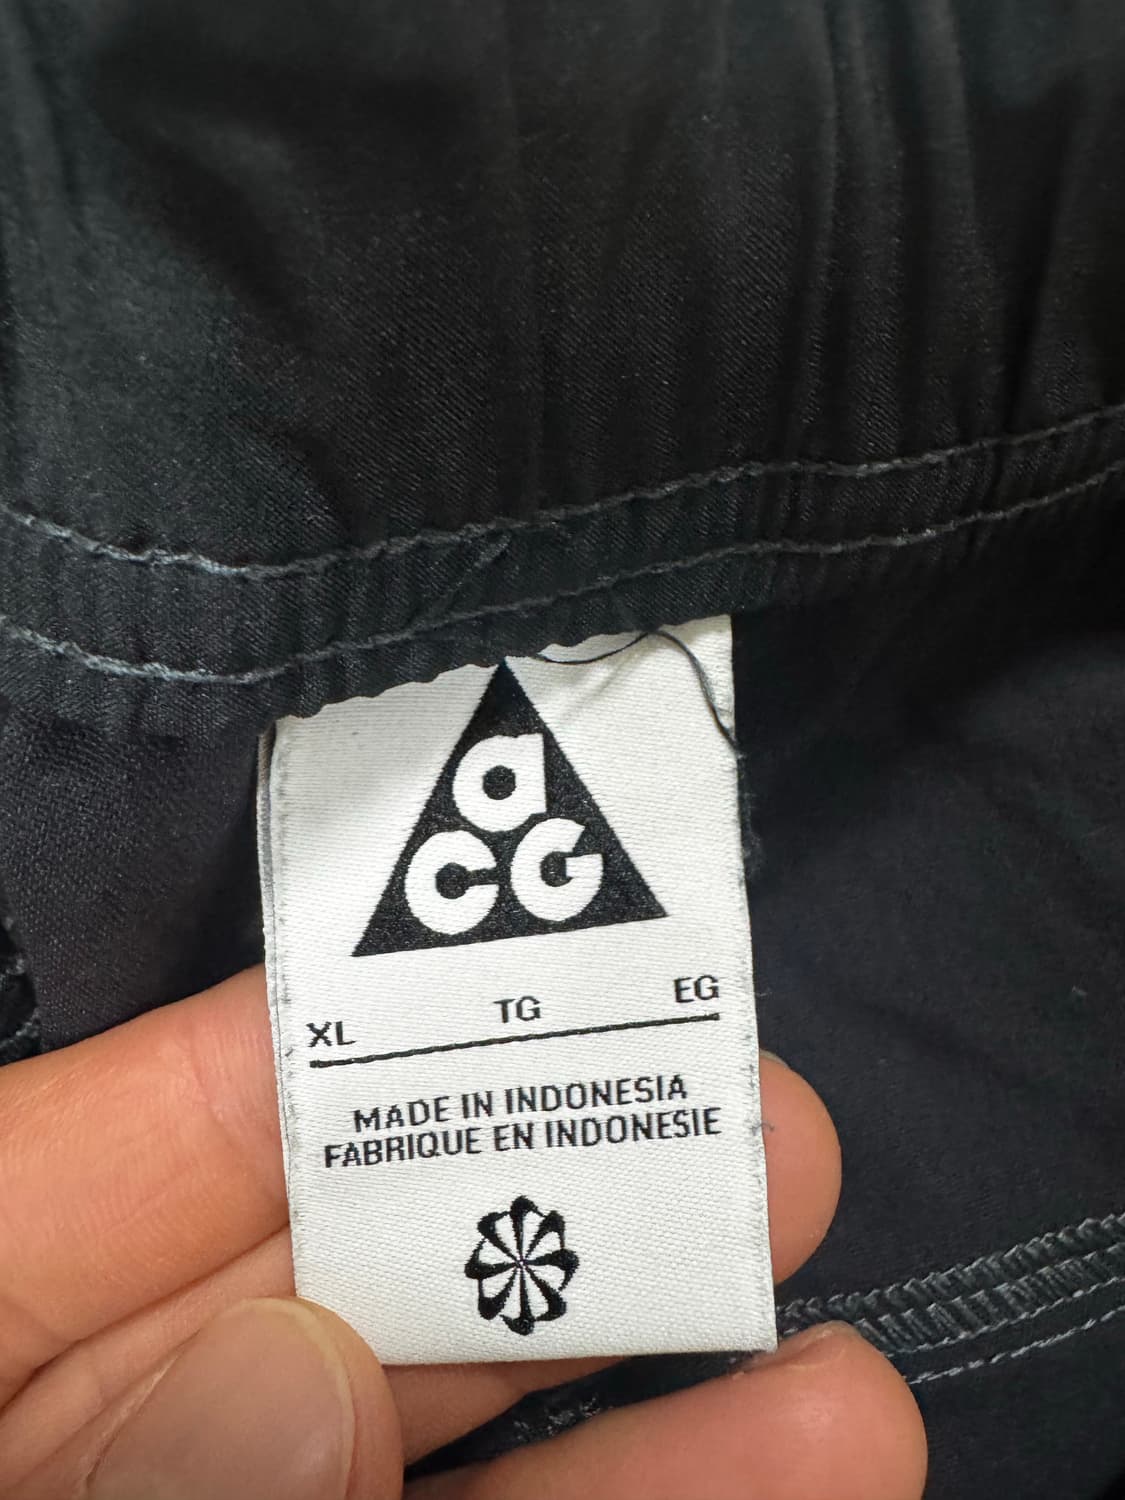 aCG
XL TG EG
MADE IN INDONESIA
FABRIQUE EN INDONESIE